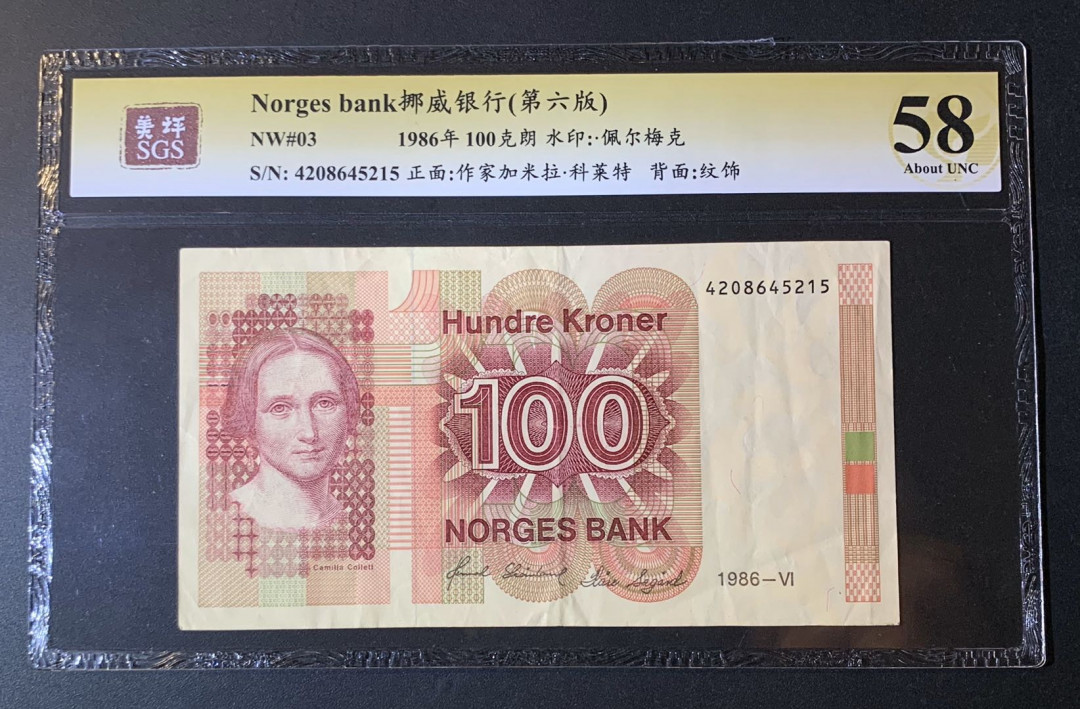 Norges bank挪威银行(第六版)
美评
SGS
NW#03 1986年 100克朗 水印:·佩尔梅克
S/N: 4208645215 正面:作家加米拉·科莱特 背面:纹饰
58
About UNC
4208645215
Hundre Kroner
100
NORGES BANK
Camilla Collett
1986–VI